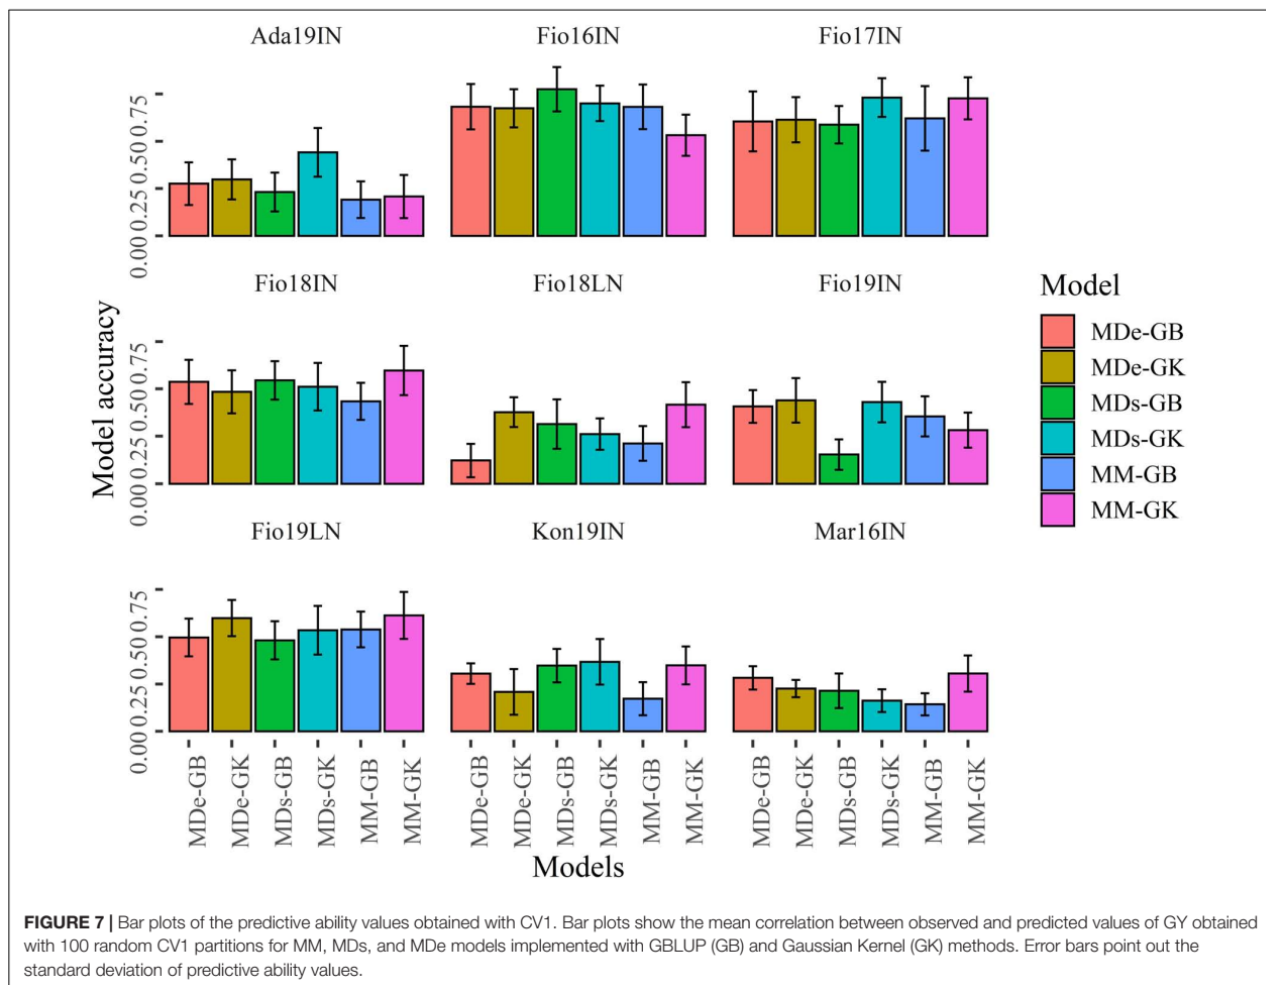 Ada19IN
Fio16IN
Fio17IN
0.00 0.25 0.50 0.75
Fio18IN
Fio18LN
Fio19IN
0.00 0.25 0.50 0.75
Fio19LN
Kon19IN
Mar16IN
0.00 0.25 0.50 0.75
Model accuracy
MDe-GB
MDe-GK
MDs-GB
MDs-GK
MM-GB
MM-GK
MDe-GB
MDe-GK
MDs-GB
MDs-GK
MM-GB
MM-GK
MDe-GB
MDe-GK
MDs-GB
MDs-GK
MM-GB
MM-GK
Models
Model
MDe-GB
MDe-GK
MDs-GB
MDs-GK
MM-GB
MM-GK
FIGURE 7 | Bar plots of the predictive ability values obtained with CV1. Bar plots show the mean correlation between observed and predicted values of GY obtained
with 100 random CV1 partitions for MM, MDs, and MDe models implemented with GBLUP (GB) and Gaussian Kernel (GK) methods. Error bars point out the
standard deviation of predictive ability values.